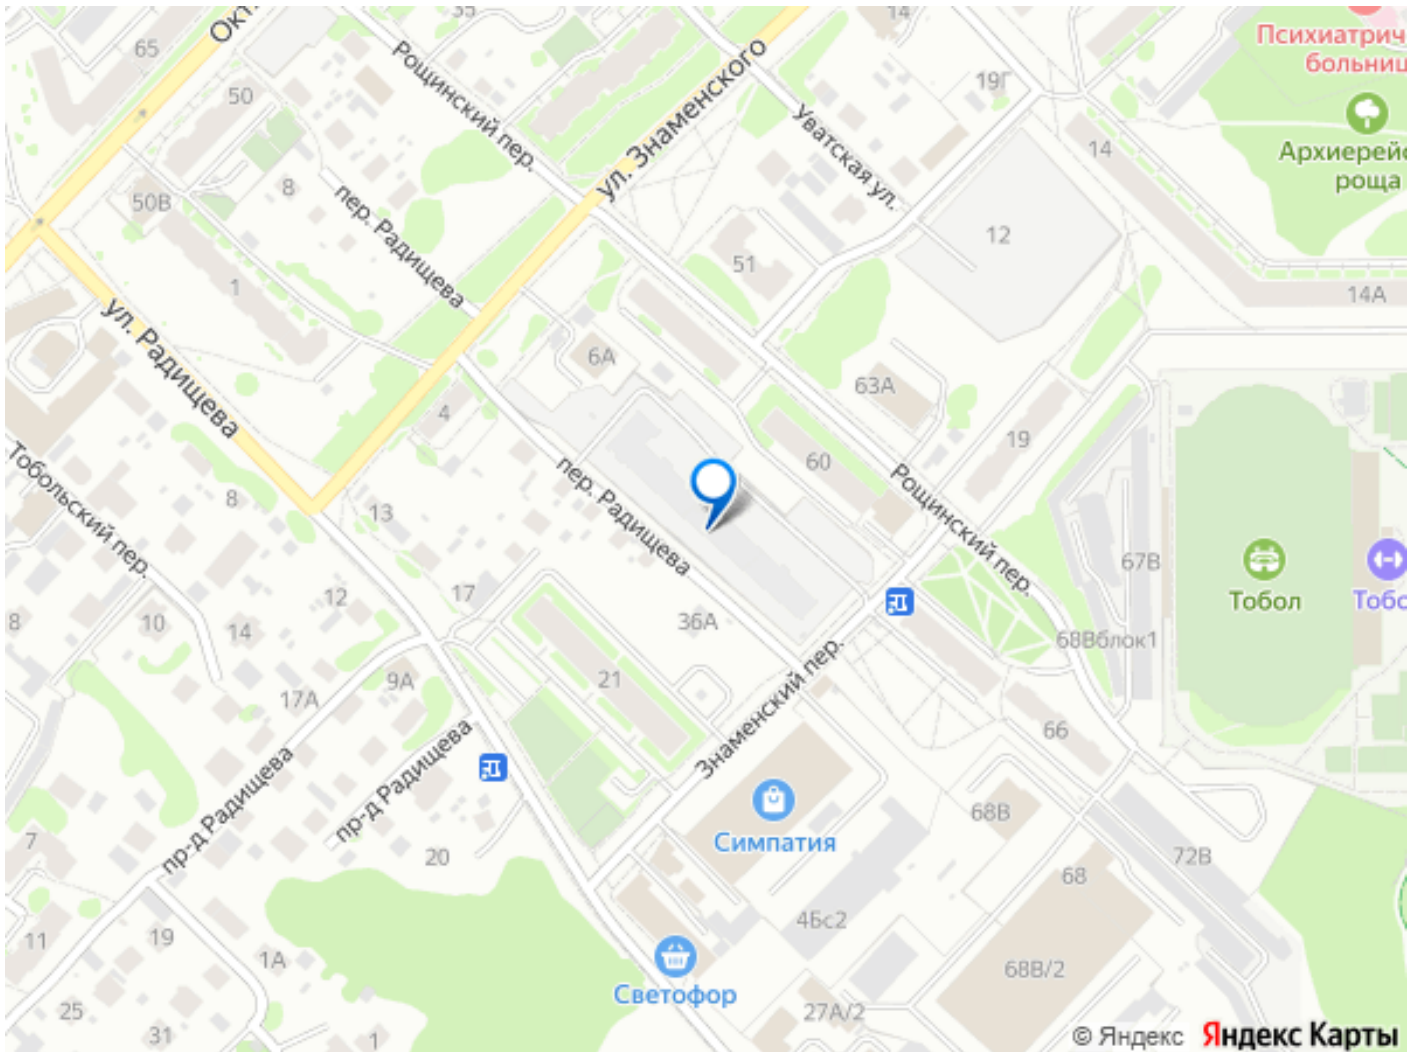 Окт
35
14
65
Рощинский пер.
ул. Знаменского
19Г
Психиатрич
больниц
50
Уватская ул.
14
Архиерейс
роща
8
50В
пер. Радищева
12
51
1
14А
ул. Радищева
6А
63А
4
19
60
Тобольский пер.
пер. Радищева
Рощинский пер.
8
13
67В
Тобол
Тобо
17
12
8
10
14
36А
68Вблок1
21
9А
17А
Знаменский пер.
66
пр-д Радищева
пр-д Радищева
68В
7
Симпатия
20
72В
68
4Бс2
11
19
1А
68В/2
Светофор
25
27А/2
31
1
© Яндекс Яндекс Карты